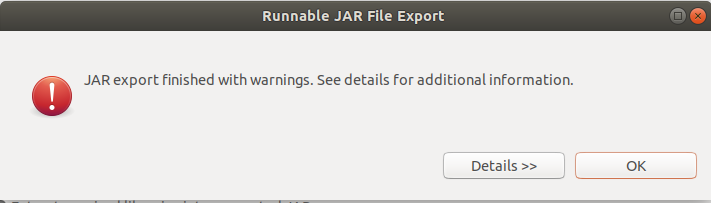 Runnable JAR File Export
JAR export finished with warnings. See details for additional information.
Details >>
OK